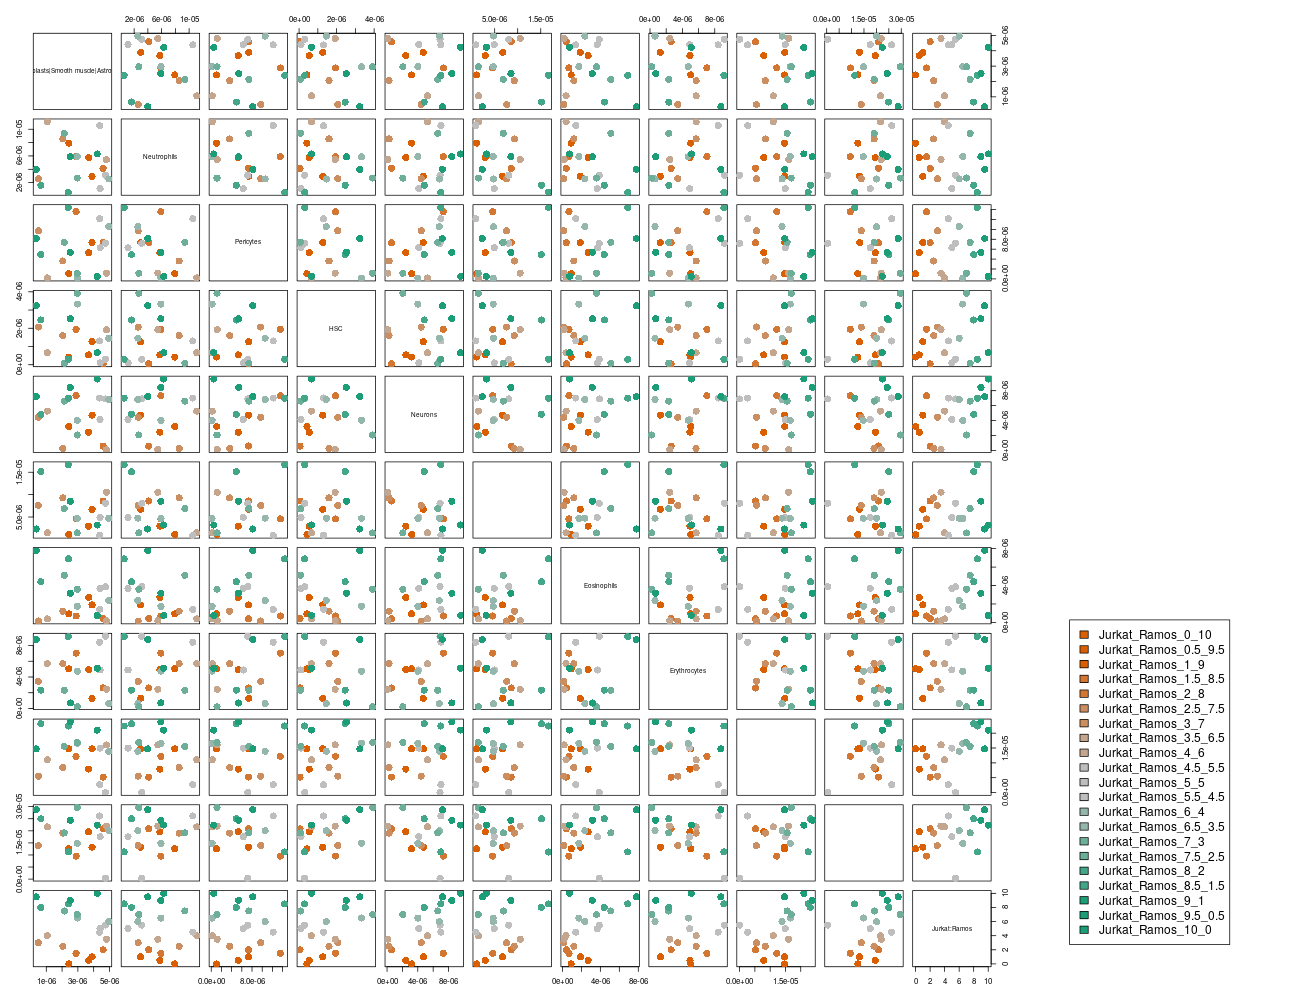 2e-06 6e-06 1e-05
0e+00 2e-06 4e-06
5.0e-06 1.5e-05
0e+00 4e-06 8e-06
0.0e+00 1.5e-05 3.0e-05
blasts|Smooth muscle|Astro
1e-06 3e-06 5e-06
2e-06 6e-06 1e-05
Neutrophils
Pericytes
0.0e+00 8.0e-06
0e+00 2e-06 4e-06
HSC
Neurons
0e+00 4e-06 8e-06
5.0e-06 1.5e-05
Eosinophils
0e+00 4e-06 8e-06
0e+00 4e-06 8e-06
Erythrocytes
0.0e+00 1.5e-05
0.0e+00 1.5e-05 3.0e-05
Jurkat:Ramos
0 2 4 6 8 10
1e-06 3e-06 5e-06
0.0e+00 8.0e-06
0e+00 4e-06 8e-06
0e+00 4e-06 8e-06
0.0e+00 1.5e-05
0 2 4 6 8 10
Jurkat_Ramos_0_10
Jurkat_Ramos_0.5_9.5
Jurkat_Ramos_1_9
Jurkat_Ramos_1.5_8.5
Jurkat_Ramos_2_8
Jurkat_Ramos_2.5_7.5
Jurkat_Ramos_3_7
Jurkat_Ramos_3.5_6.5
Jurkat_Ramos_4_6
Jurkat_Ramos_4.5_5.5
Jurkat_Ramos_5_5
Jurkat_Ramos_5.5_4.5
Jurkat_Ramos_6_4
Jurkat_Ramos_6.5_3.5
Jurkat_Ramos_7_3
Jurkat_Ramos_7.5_2.5
Jurkat_Ramos_8_2
Jurkat_Ramos_8.5_1.5
Jurkat_Ramos_9_1
Jurkat_Ramos_9.5_0.5
Jurkat_Ramos_10_0